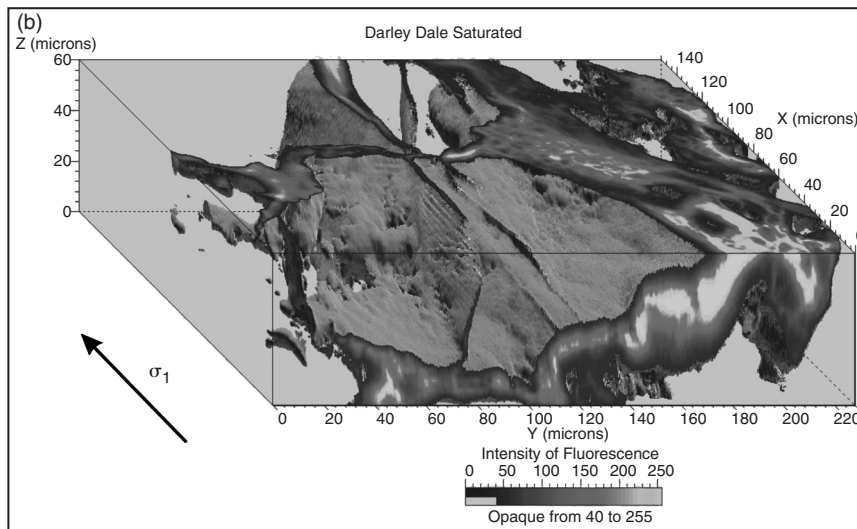 (b)
Darley Dale Saturated
Z (microns)
60
40
20
0
140
120
100
80
60
40
20
X (microns)
σ1
0 20 40 60 80 100 120 140 160 180 200 220
Y (microns)
Intensity of Fluorescence
0 50 100 150 200 250
Opaque from 40 to 255